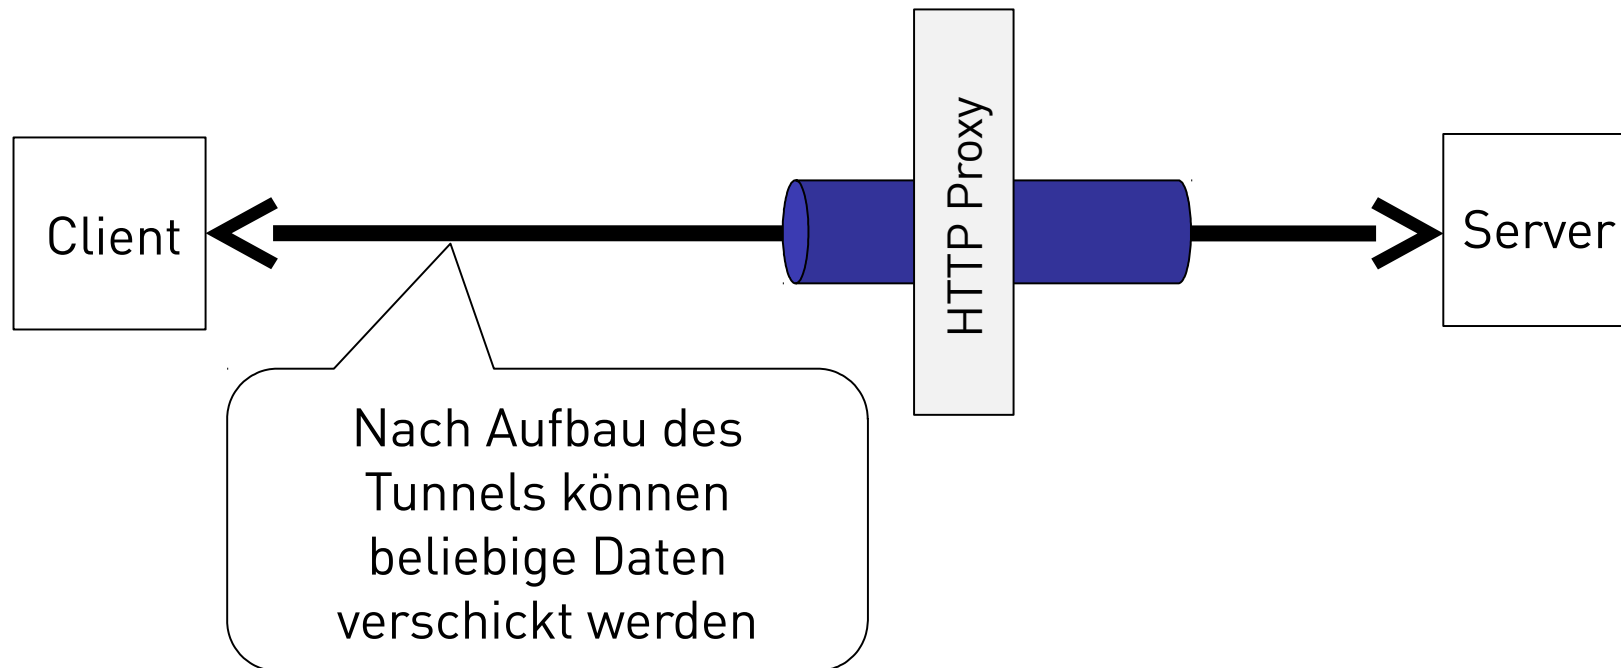 HTTP Proxy
Client
Server
Nach Aufbau des
Tunnels können
beliebige Daten
verschickt werden